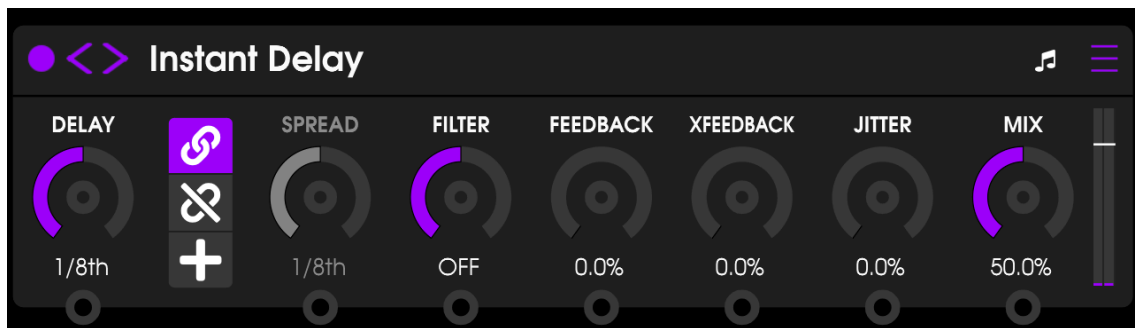 Instant Delay
DELAY SPREAD FILTER FEEDBACK XFEEDBACK JITTER MIX
1/8th 1/8th OFF 0.0% 0.0% 0.0% 50.0%